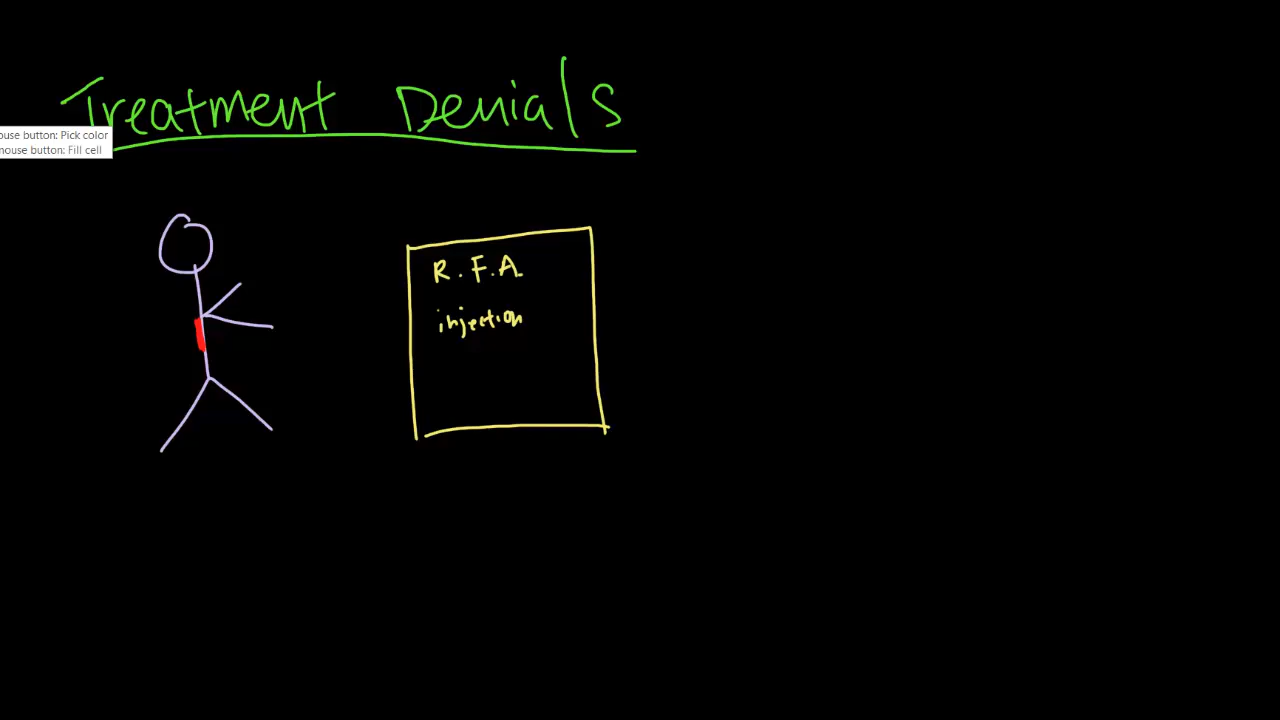 Treatment Denials
ouse button: Pick color
nouse button: Fill cell
R.F.A.
injection